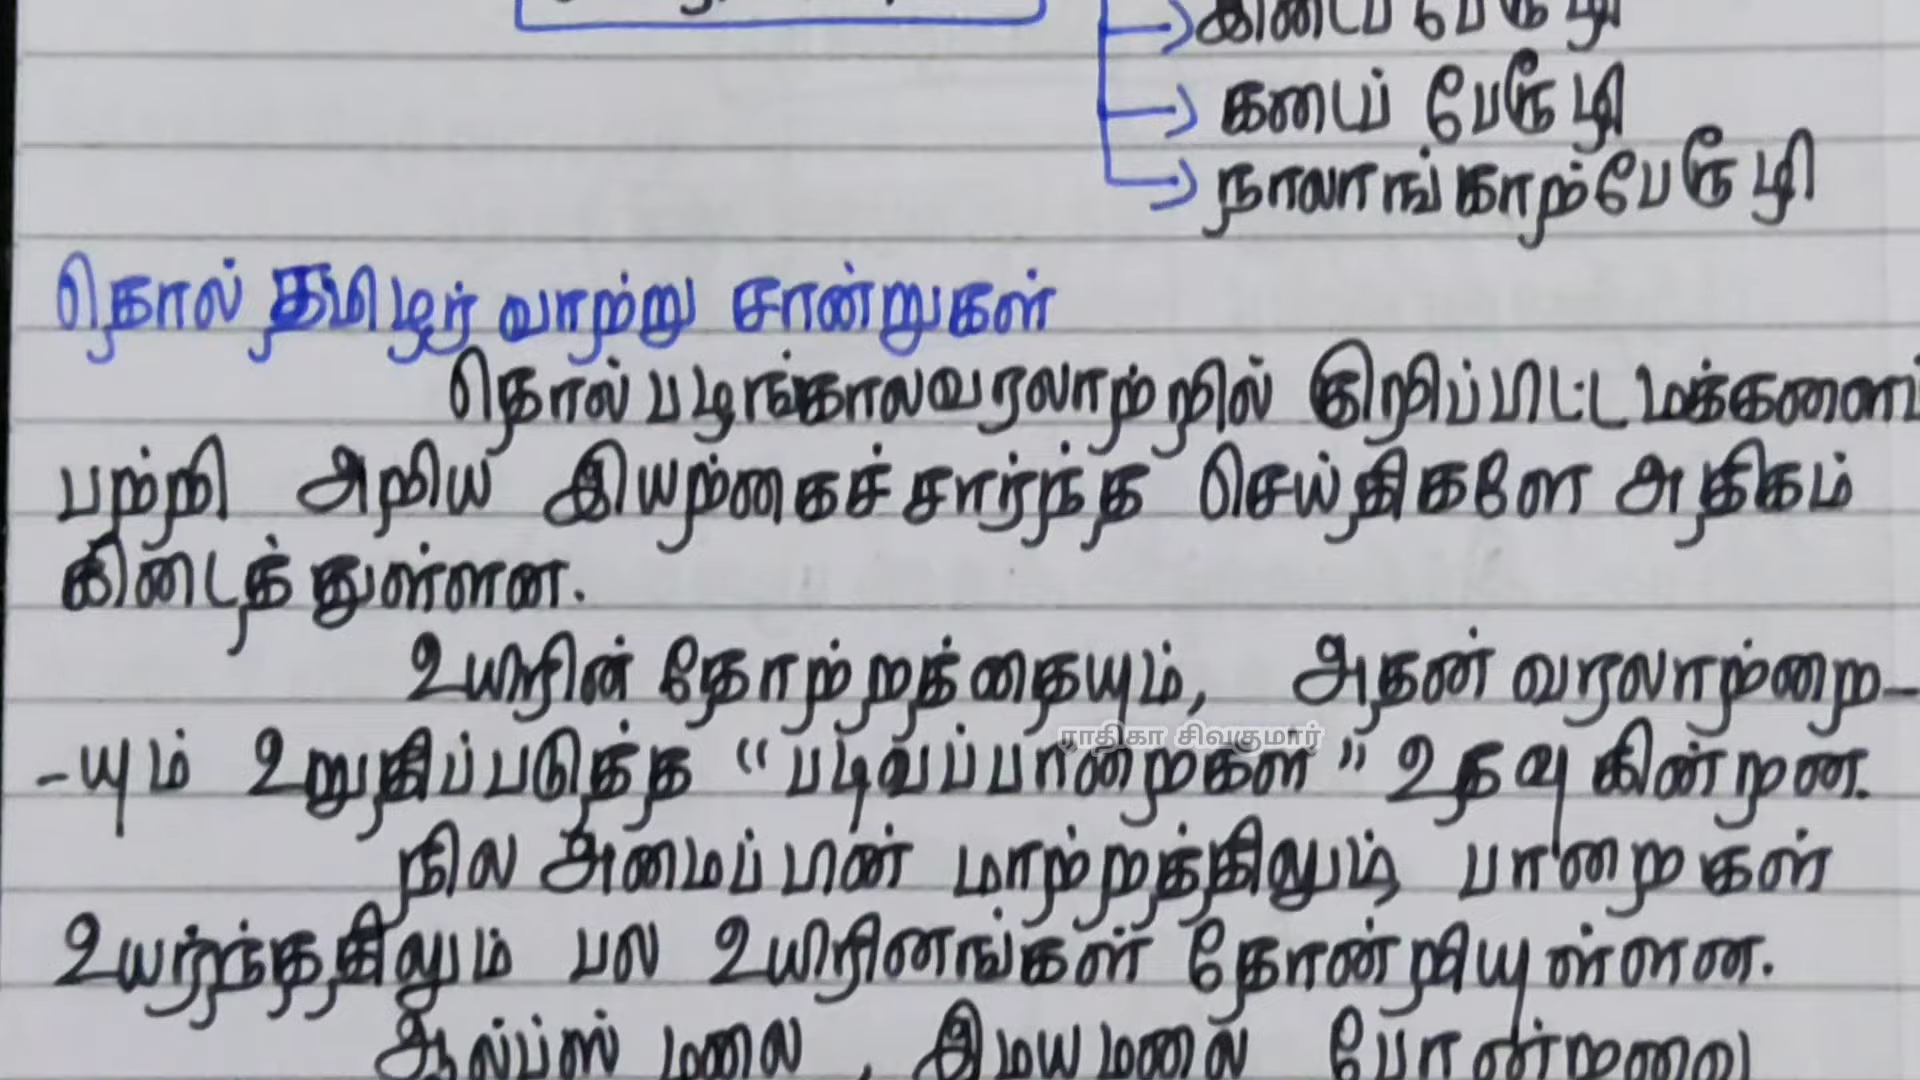 இடைப் பேரூழி
கடைப் பேரூழி
நாலாங்காற்பேரூழி
தொல் தமிழர் வாற்று சான்றுகள்
தொல் பழங்காலவரலாற்றில் குறிப்பிட்ட மக்களைப்
பற்றி அறிய இயற்கைச் சார்ந்த செய்திகளே அதிகம்
கிடைத்துள்ளன.
உயிரின் தோற்றத்தையும், அதன் வரலாற்றை-
-யும் உறுதிப்படுத்த "படிவப்பாறைகள்" உதவுகின்றன.
ராதிகா சிவகுமார்
நில அமைப்பின் மாற்றத்திலும், பாறைகள்
உயர்ந்ததிலும் பல உயிரினங்கள் தோன்றியுள்ளன.
ஆல்ப்ஸ் மலை , இமயமலை போன்றவை